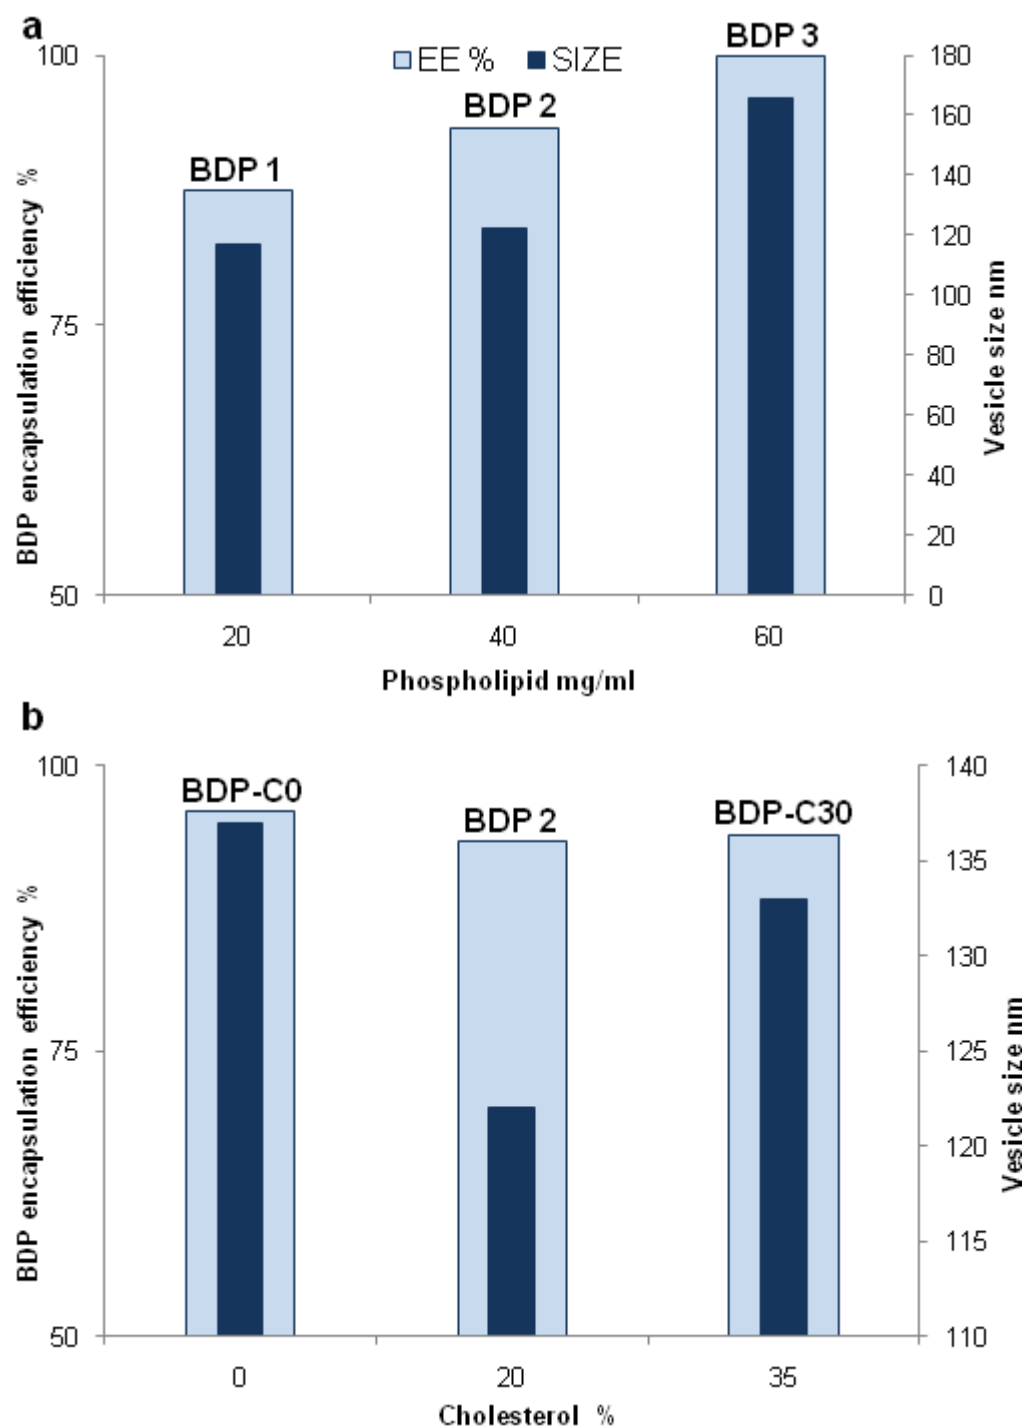 a
EE % SIZE
BDP 1
BDP 2
BDP 3
100
75
50
BDP encapsulation efficiency %
180
160
140
120
100
80
60
40
20
0
Vesicle size nm
20 40 60
Phospholipid mg/ml
b
BDP-C0
BDP 2
BDP-C30
100
75
50
BDP encapsulation efficiency %
140
135
130
125
120
115
110
Vesicle size nm
0 20 35
Cholesterol %